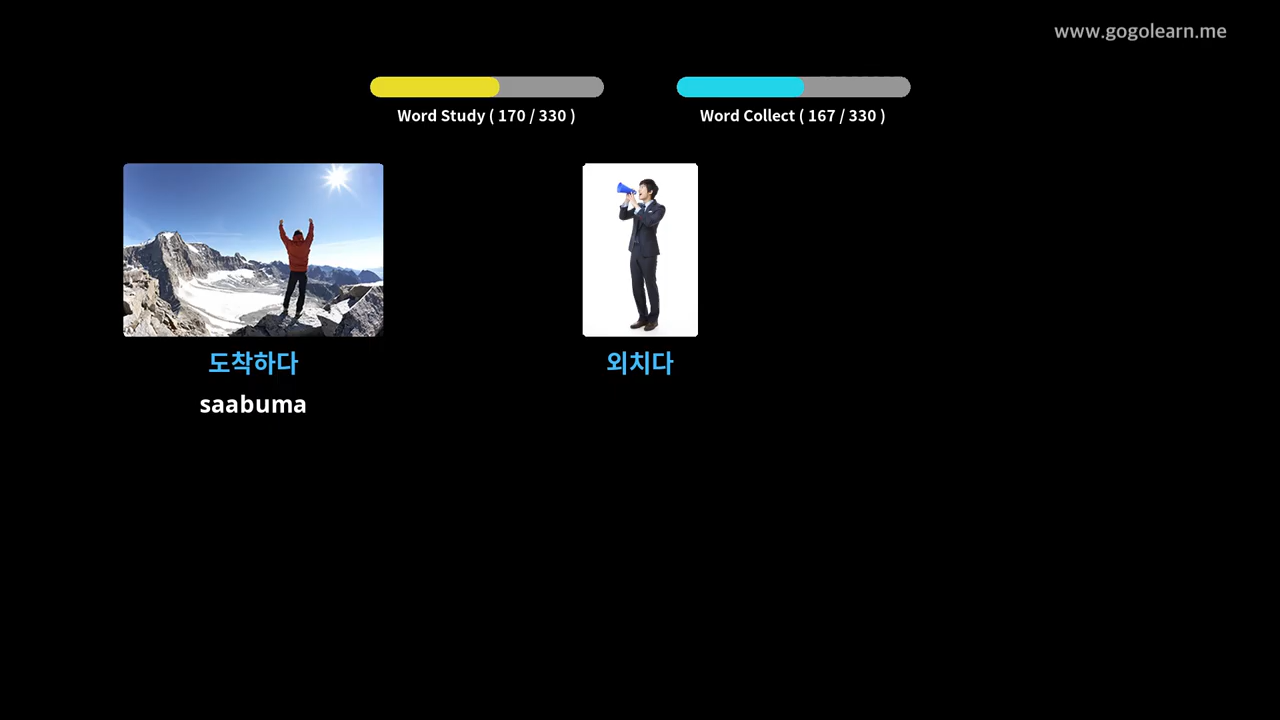 www.gogolearn.me
Word Study ( 170 / 330 )
Word Collect ( 167 / 330 )
도착하다
외치다
saabuma